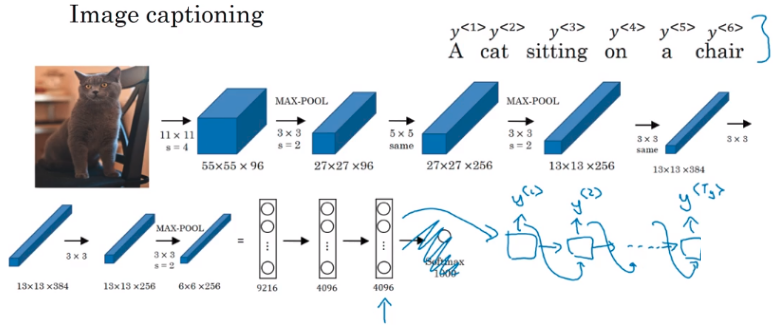 Image captioning
y<1> y<2> y<3> y<4> y<5> y<6>
A cat sitting on a chair
MAX-POOL MAX-POOL
11 × 11 3 × 3 5 × 5 3 × 3 3 × 3 3 × 3
s = 4 s = 2 same s = 2 same
55×55 × 96 27×27 ×96 27×27 ×256 13×13 ×256 13×13 ×384
y<1> y<2> y<Ty>
MAX-POOL
3 × 3 3 × 3 = ⋮ ⋮ ⋮
s = 2
Softmax
1000
13×13 ×384 13×13 ×256 6×6 ×256 9216 4096 4096